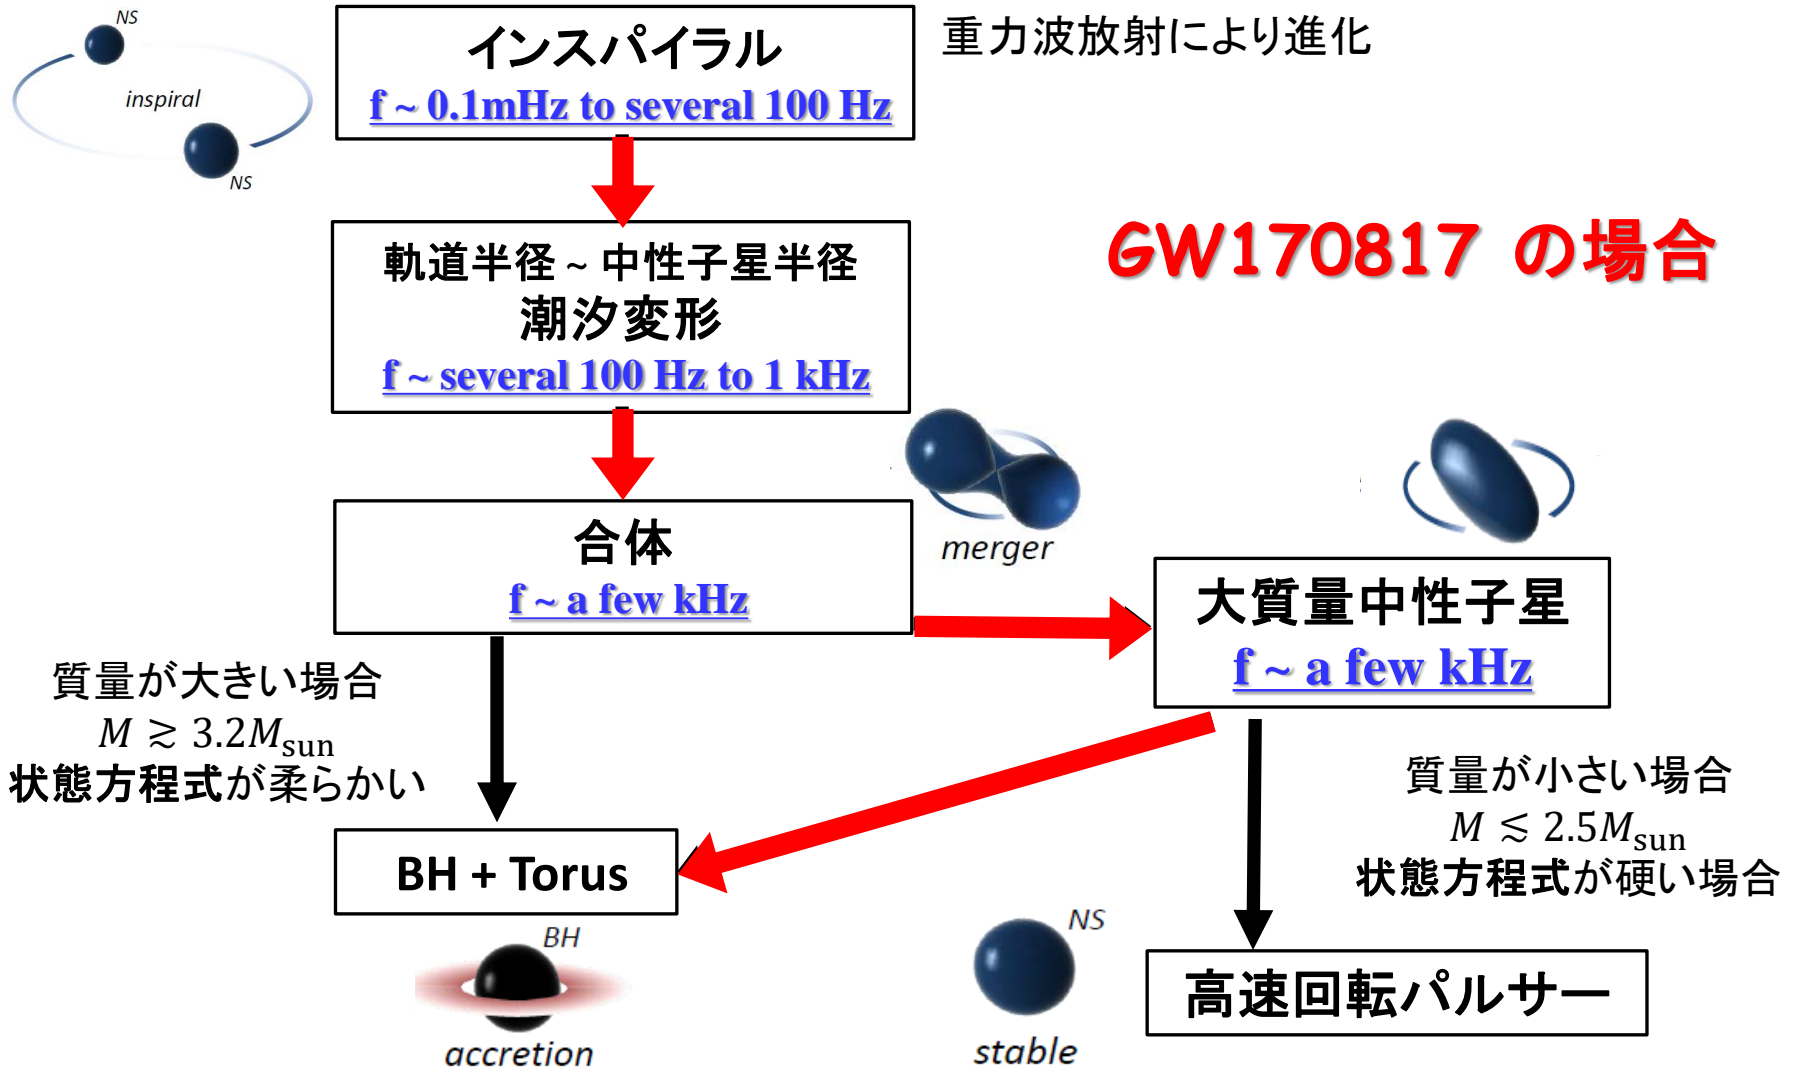 NS
インスパイラル
f ~ 0.1mHz to several 100 Hz
重力波放射により進化
inspiral
NS
軌道半径 ~ 中性子星半径
潮汐変形
f ~ several 100 Hz to 1 kHz
GW170817 の場合
合体
f ~ a few kHz
merger
大質量中性子星
f ~ a few kHz
質量が大きい場合
M ≳ 3.2M_sun
状態方程式が柔らかい
質量が小さい場合
M ≲ 2.5M_sun
状態方程式が硬い場合
BH + Torus
BH
accretion
NS
stable
高速回転パルサー